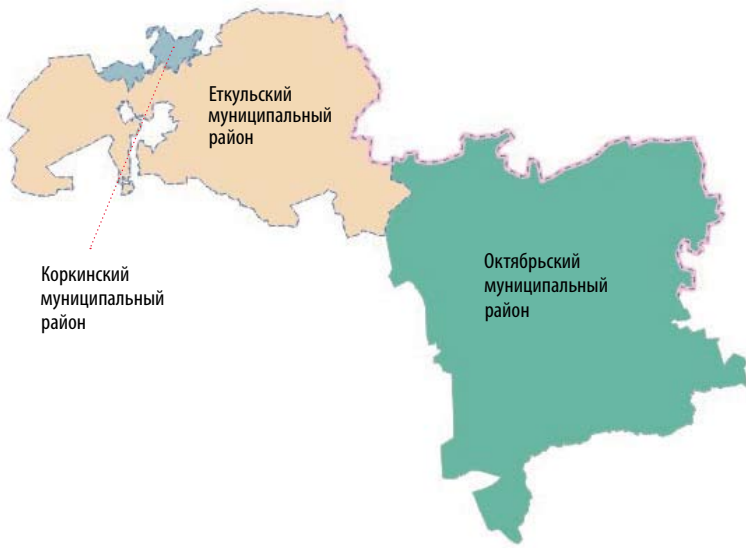 Еткульский
муниципальный
район
Коркинский
муниципальный
район
Октябрьский
муниципальный
район